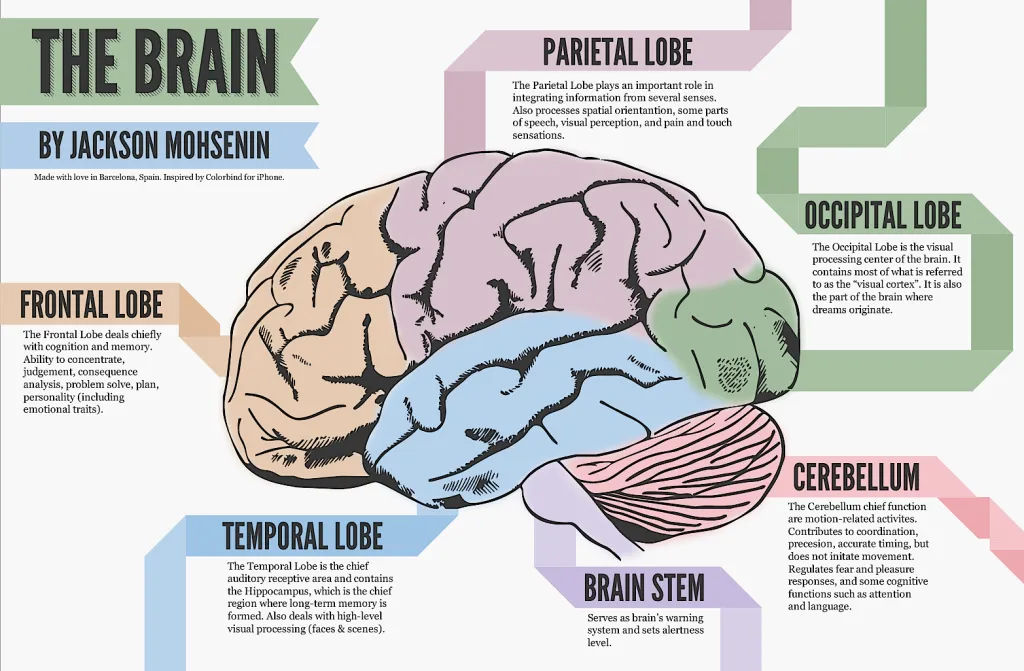 THE BRAIN
BY JACKSON MOHSENIN
Made with love in Barcelona, Spain. Inspired by Colorbind for iPhone.
PARIETAL LOBE
The Parietal Lobe plays an important role in
integrating information from several senses.
Also processes spatial orientantion, some parts
of speech, visual perception, and pain and touch
sensations.
OCCIPITAL LOBE
The Occipital Lobe is the visual
processing center of the brain. It
contains most of what is referred
to as the “visual cortex”. It is also
the part of the brain where
dreams originate.
FRONTAL LOBE
The Frontal Lobe deals chiefly
with cognition and memory.
Ability to concentrate,
judgement, consequence
analysis, problem solve, plan,
personality (including
emotional traits).
CEREBELLUM
The Cerebellum chief function
are motion-related activites.
Contributes to coordination,
precesion, accurate timing, but
does not initate movement.
Regulates fear and pleasure
responses, and some cognitive
functions such as attention
and language.
TEMPORAL LOBE
The Temporal Lobe is the chief
auditory receptive area and contains
the Hippocampus, which is the chief
region where long-term memory is
formed. Also deals with high-level
visual processing (faces & scenes).
BRAIN STEM
Serves as brain’s warning
system and sets alertness
level.